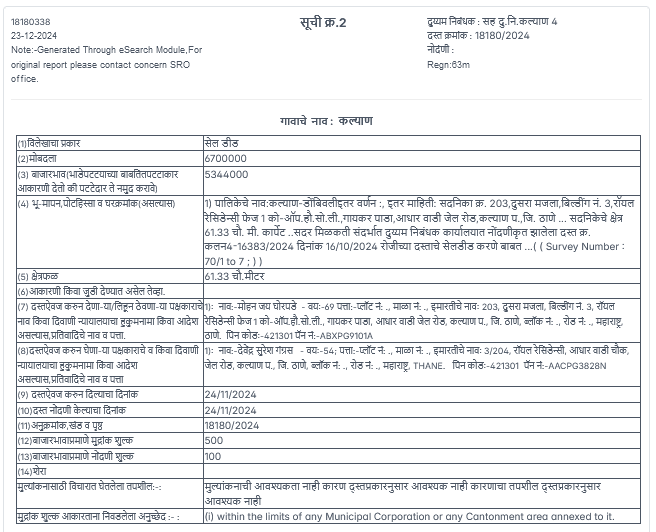 18180338
23-12-2024
Note:-Generated Through eSearch Module,For
original report please contact concern SRO
office.
सूची क्र.2
दुय्यम निबंधक : सह दु.नि.कल्याण 4
दस्त क्रमांक : 18180/2024
नोदंणी :
Regn:63m
गावाचे नाव : कल्याण
(1)विलेखाचा प्रकार
सेल डीड
(2)मोबदला
6700000
(3) बाजारभाव(भाडेपटटयाच्या बाबतितपटटाकार
आकारणी देतो की पटटेदार ते नमुद करावे)
5344000
(4) भू-मापन,पोटहिस्सा व घरक्रमांक(असल्यास)
1) पालिकेचे नाव:कल्याण-डोंबिवलीइतर वर्णन :, इतर माहिती: सदनिका क्र. 203,दुसरा मजला,बिल्डींग नं. 3,रॉयल
रेसिडेन्सी फेज 1 को-ऑप.हौ.सो.ली.,गायकर पाडा,आधार वाडी जेल रोड,कल्याण प.,जि. ठाणे ... सदनिकेचे क्षेत्र
61.33 चौ. मी. कार्पेट ..सदर मिळकती संदर्भात दुय्यम निबंधक कार्यालयात नोंदणीकृत झालेला दस्त क्र.
कलन4-16383/2024 दिनांक 16/10/2024 रोजीच्या दस्ताचे सेलडीड करणे बाबत ...( ( Survey Number :
70/1 to 7 ; ) )
(5) क्षेत्रफळ
61.33 चौ.मीटर
(6)आकारणी किंवा जुडी देण्यात असेल तेव्हा.
(7) दस्तऐवज करुन देणा-या/लिहून ठेवणा-या पक्षकाराचे
नाव किंवा दिवाणी न्यायालयाचा हुकुमनामा किंवा आदेश
असल्यास,प्रतिवादिचे नाव व पत्ता.
1): नाव:-मोहन जय घोरपडे - वय:-69 पत्ता:-प्लॉट नं: ., माळा नं: ., इमारतीचे नाव: 203, दुसरा मजला, बिल्डींग नं. 3, रॉयल
रेसिडेन्सी फेज 1 को-ऑप.हौ.सो.ली., गायकर पाडा, आधार वाडी जेल रोड, कल्याण प., जि. ठाणे, ब्लॉक नं: ., रोड नं: ., महाराष्ट्र,
ठाणे. पिन कोड:-421301 पॅन नं:-ABXPG9101A
(8)दस्तऐवज करुन घेणा-या पक्षकाराचे व किंवा दिवाणी
न्यायालयाचा हुकुमनामा किंवा आदेश
असल्यास,प्रतिवादिचे नाव व पत्ता
1): नाव:-देवेंद्र सुरेश गंग्रस - वय:-54; पत्ता:-प्लॉट नं: ., माळा नं: ., इमारतीचे नाव: 3/204, रॉयल रेसिडेन्सी, आधार वाडी चौक,
जेल रोड, कल्याण प., जि. ठाणे, ब्लॉक नं: ., रोड नं: ., महाराष्ट्र, THANE. पिन कोड:-421301 पॅन नं:-AACPG3828N
(9) दस्तऐवज करुन दिल्याचा दिनांक
24/11/2024
(10)दस्त नोंदणी केल्याचा दिनांक
24/11/2024
(11)अनुक्रमांक,खंड व पृष्ठ
18180/2024
(12)बाजारभावाप्रमाणे मुद्रांक शुल्क
500
(13)बाजारभावाप्रमाणे नोंदणी शुल्क
100
(14)शेरा
मुल्यांकनासाठी विचारात घेतलेला तपशील:-:
मुल्यांकनाची आवश्यकता नाही कारण दस्तप्रकारनुसार आवश्यक नाही कारणाचा तपशील दस्तप्रकारनुसार
आवश्यक नाही
मुद्रांक शुल्क आकारताना निवडलेला अनुच्छेद :- :
(i) within the limits of any Municipal Corporation or any Cantonment area annexed to it.